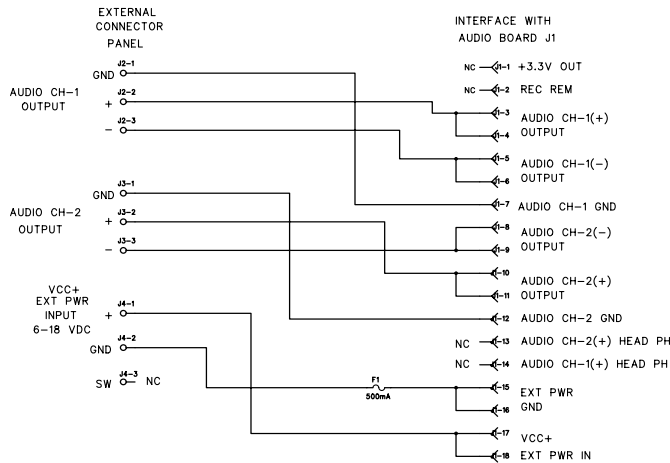 EXTERNAL
CONNECTOR
PANEL
INTERFACE WITH
AUDIO BOARD J1
AUDIO CH-1
OUTPUT
GND J2-1
+ J2-2
- J2-3
AUDIO CH-2
OUTPUT
GND J3-1
+ J3-2
- J3-3
VCC+
EXT PWR
INPUT
6-18 VDC
+ J4-1
GND J4-2
SW J4-3 NC
F1
500mA
NC J1-1 +3.3V OUT
NC J1-2 REC REM
J1-3 AUDIO CH-1(+)
J1-4 OUTPUT
J1-5 AUDIO CH-1(-)
J1-6 OUTPUT
J1-7 AUDIO CH-1 GND
J1-8 AUDIO CH-2(-)
J1-9 OUTPUT
J1-10 AUDIO CH-2(+)
J1-11 OUTPUT
J1-12 AUDIO CH-2 GND
NC J1-13 AUDIO CH-2(+) HEAD PH
NC J1-14 AUDIO CH-1(+) HEAD PH
J1-15 EXT PWR
J1-16 GND
J1-17 VCC+
J1-18 EXT PWR IN